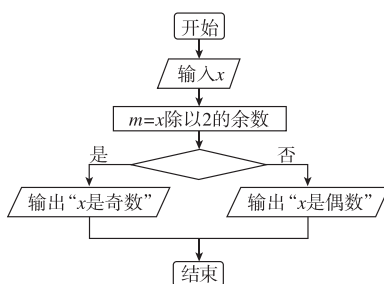 开始
输入x
m=x除以2的余数
是
否
输出“x是奇数”
输出“x是偶数”
结束